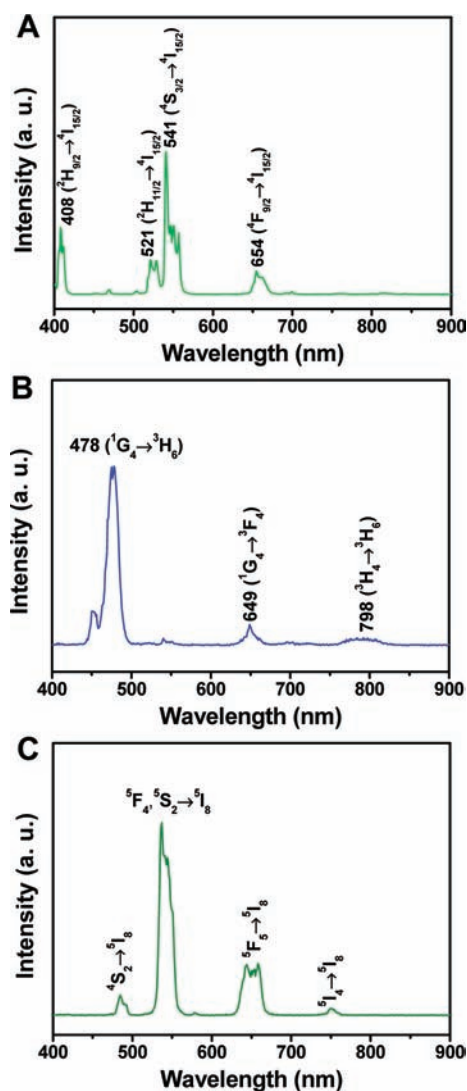 A
Intensity (a. u.)
408 (²H₉/₂→⁴I₁₅/₂)
521 (²H₁₁/₂→⁴I₁₅/₂)
541 (⁴S₃/₂→⁴I₁₅/₂)
654 (⁴F₉/₂→⁴I₁₅/₂)
400 500 600 700 800 900
Wavelength (nm)
B
Intensity (a. u.)
478 (¹G₄→³H₆)
649 (¹G₄→³F₄)
798 (³H₄→³H₆)
400 500 600 700 800 900
Wavelength (nm)
C
Intensity (a. u.)
⁴S₂→⁵I₈
⁵F₄,⁵S₂→⁵I₈
⁵F₅→⁵I₈
⁵I₄→⁵I₈
400 500 600 700 800 900
Wavelength (nm)